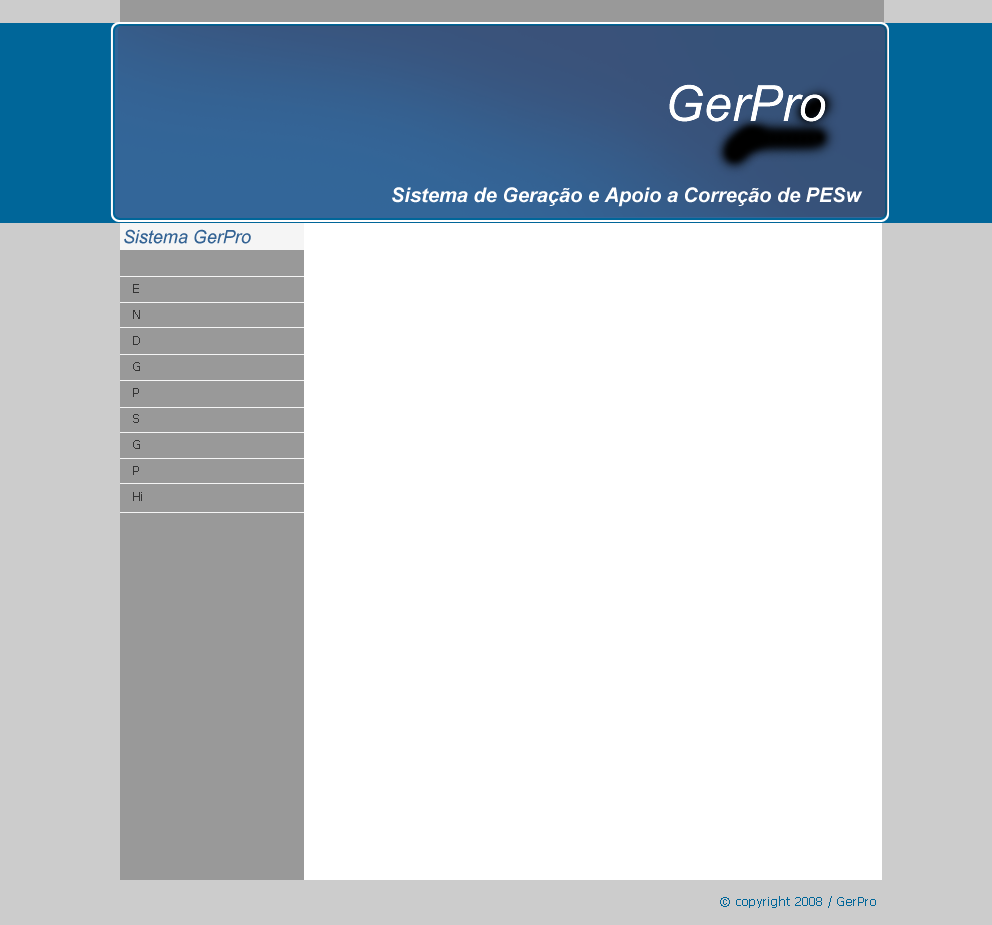 GerPro
Sistema de Geração e Apoio a Correção de PESw
Sistema GerPro
E
N
D
G
P
S
G
P
Hi
© copyright 2008 / GerPro